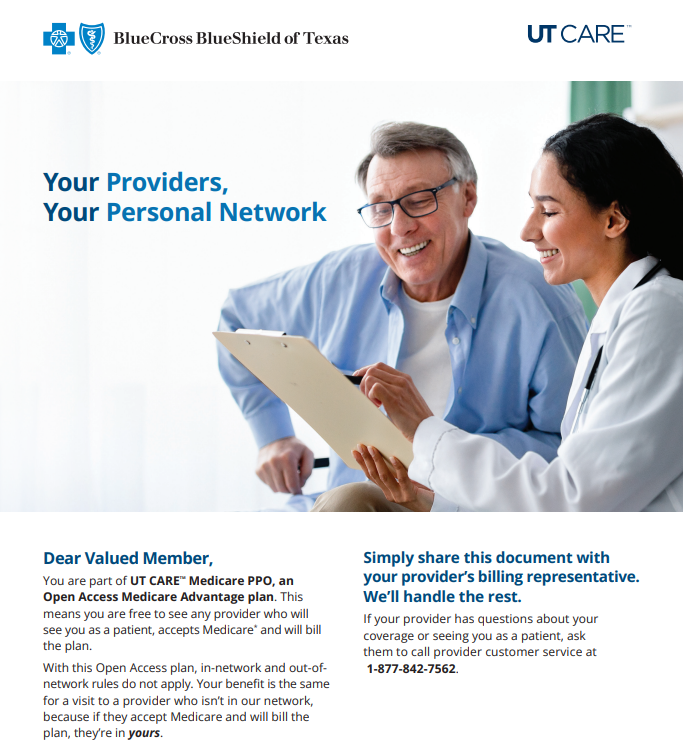 BlueCross BlueShield of Texas
UT CARE™
Your Providers,
Your Personal Network
Dear Valued Member,
You are part of UT CARE™ Medicare PPO, an
Open Access Medicare Advantage plan. This
means you are free to see any provider who will
see you as a patient, accepts Medicare* and will bill
the plan.
With this Open Access plan, in-network and out-of-
network rules do not apply. Your benefit is the same
for a visit to a provider who isn’t in our network,
because if they accept Medicare and will bill the
plan, they’re in yours.
Simply share this document with
your provider’s billing representative.
We’ll handle the rest.
If your provider has questions about your
coverage or seeing you as a patient, ask
them to call provider customer service at
1-877-842-7562.